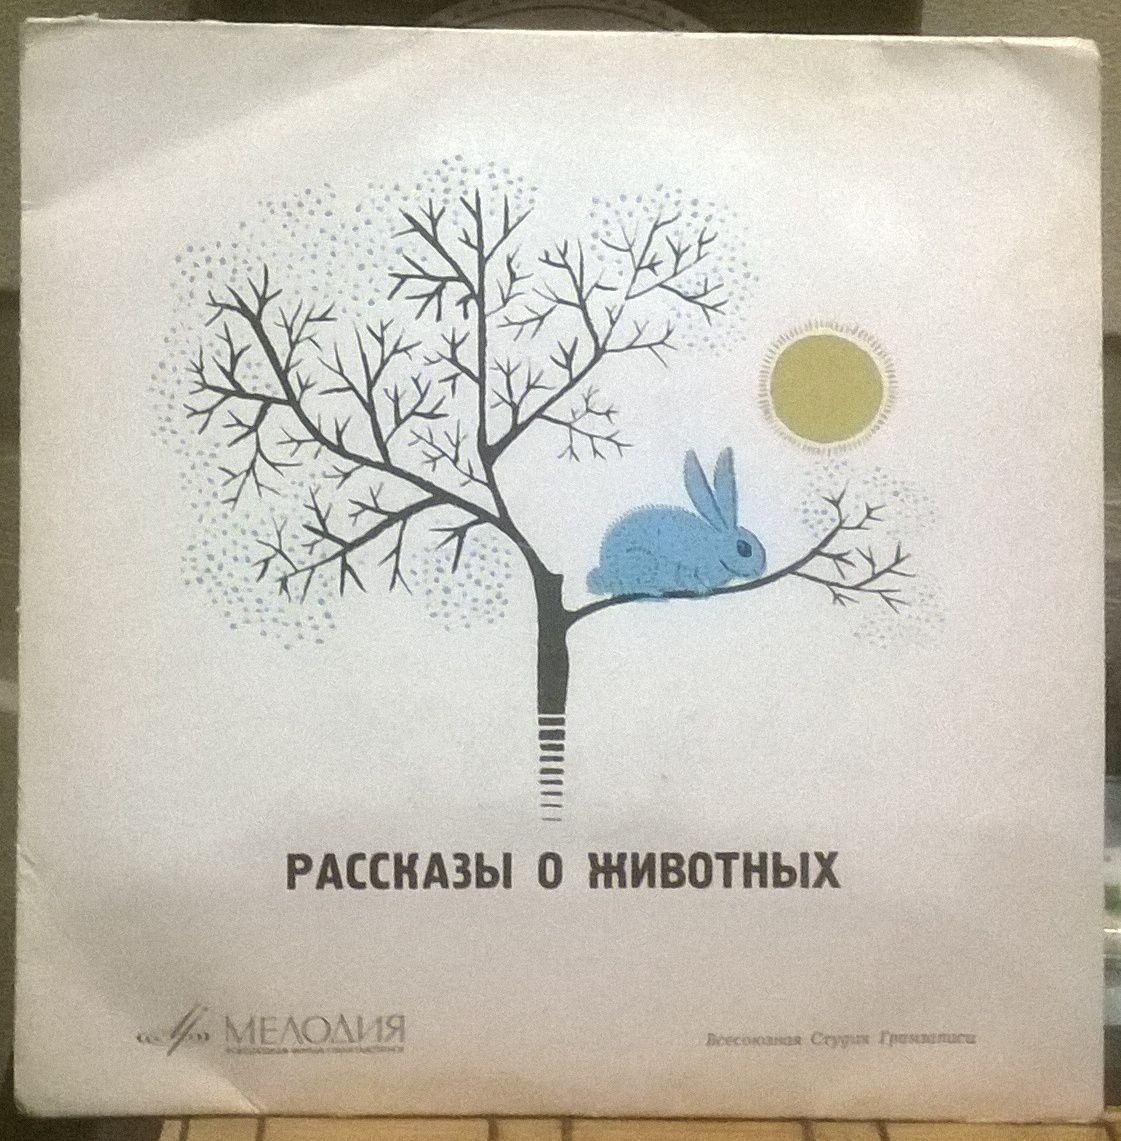 РАССКАЗЫ О ЖИВОТНЫХ
МЕЛОДИЯ
Всесоюзная Студия Грамзаписи